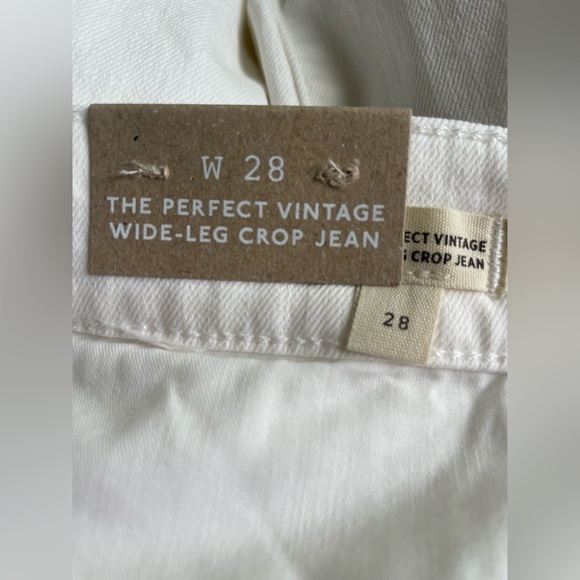 W 28
THE PERFECT VINTAGE
WIDE-LEG CROP JEAN
ECT VINTAGE
CROP JEAN
28